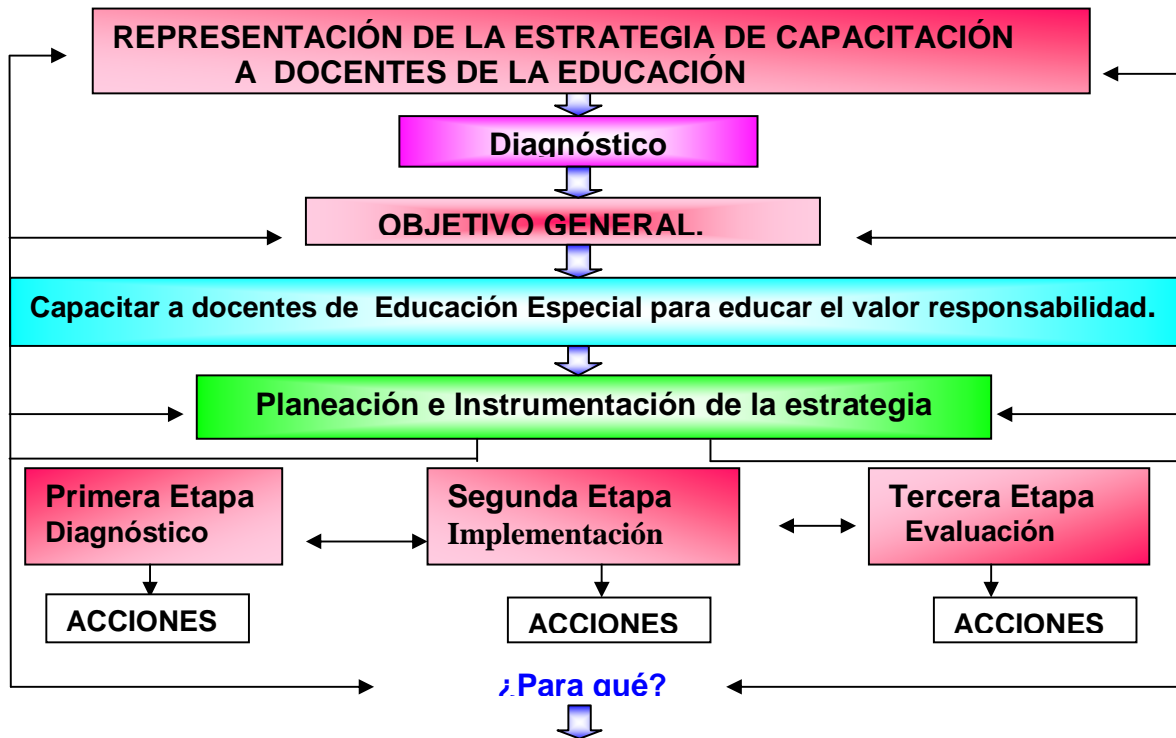 REPRESENTACIÓN DE LA ESTRATEGIA DE CAPACITACIÓN
A DOCENTES DE LA EDUCACIÓN
Diagnóstico
OBJETIVO GENERAL.
Capacitar a docentes de Educación Especial para educar el valor responsabilidad.
Planeación e Instrumentación de la estrategia
Primera Etapa
Diagnóstico
Segunda Etapa
Implementación
Tercera Etapa
Evaluación
ACCIONES
ACCIONES
ACCIONES
¿Para qué?